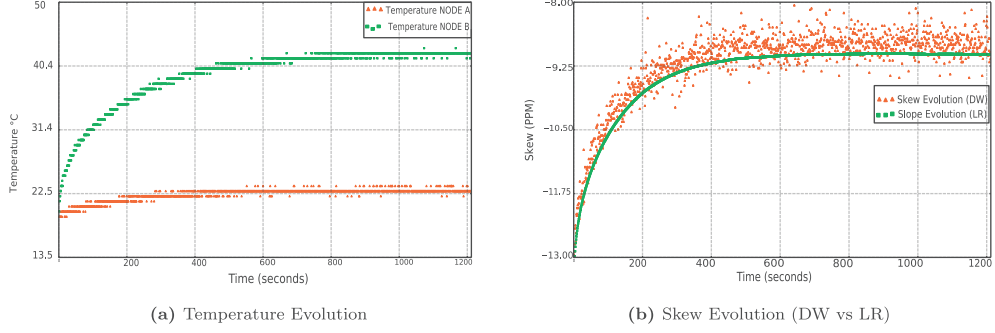 50
40.4
31.4
22.5
13.5
Temperature °C
Temperature NODE A
Temperature NODE B
200
400
600
800
1000
1200
Time (seconds)
(a) Temperature Evolution
−8.00
−9.25
−10.50
−11.75
−13.00
Skew (PPM)
Skew Evolution (DW)
Slope Evolution (LR)
200
400
600
800
1000
1200
Time (seconds)
(b) Skew Evolution (DW vs LR)